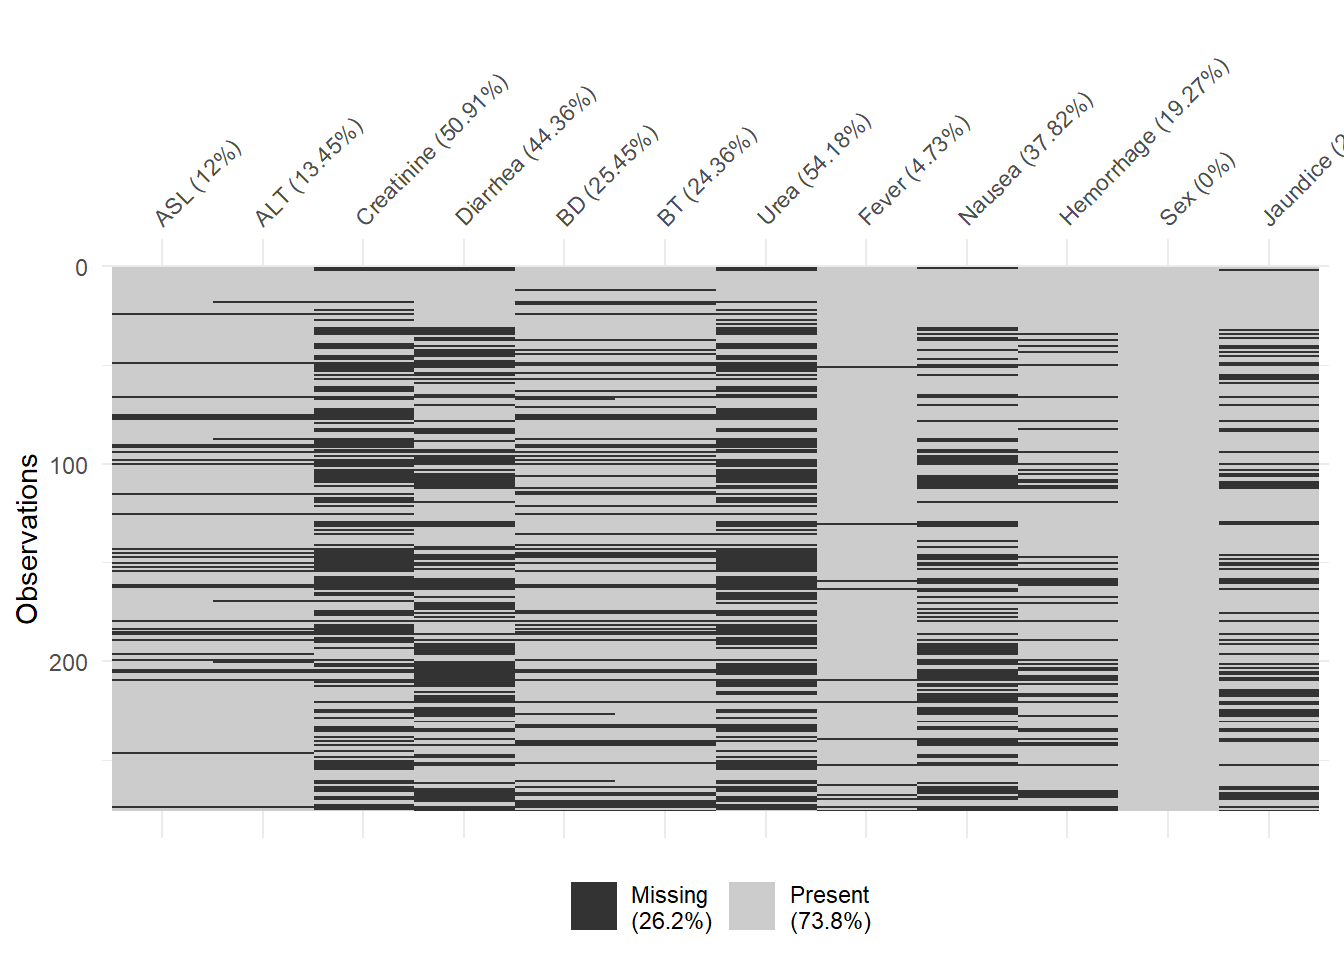 ASL (12%)
ALT (13.45%)
Creatinine (50.91%)
Diarrhea (44.36%)
BD (25.45%)
BT (24.36%)
Urea (54.18%)
Fever (4.73%)
Nausea (37.82%)
Hemorrhage (19.27%)
Sex (0%)
Jaundice (2
0
100
200
Observations
Missing
(26.2%)
Present
(73.8%)